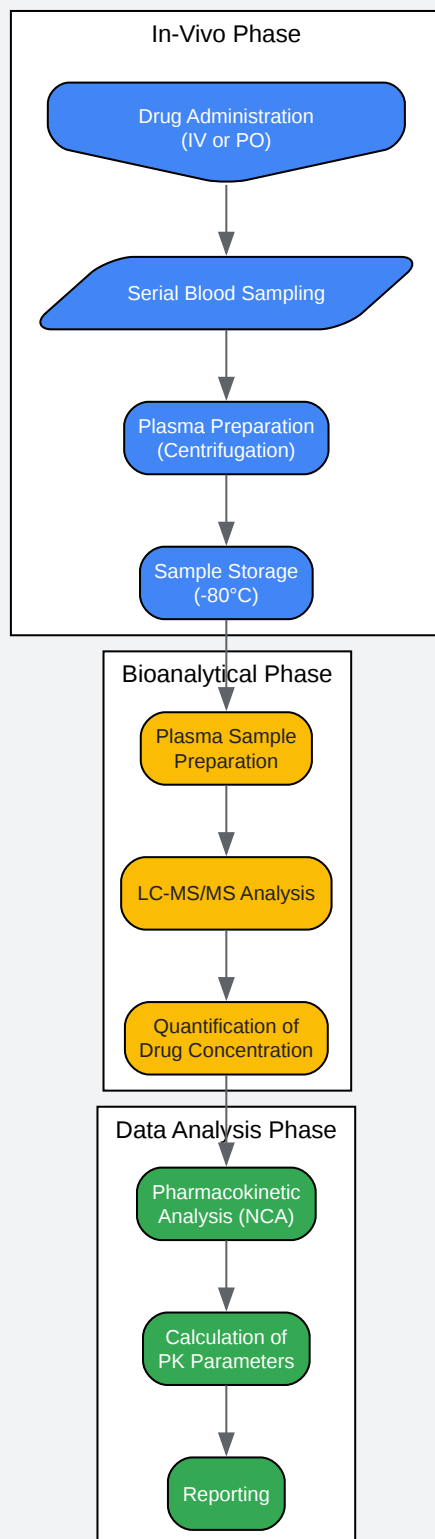 In-Vivo Phase
Drug Administration
(IV or PO)
Serial Blood Sampling
Plasma Preparation
(Centrifugation)
Sample Storage
(-80°C)
Bioanalytical Phase
Plasma Sample
Preparation
LC-MS/MS Analysis
Quantification of
Drug Concentration
Data Analysis Phase
Pharmacokinetic
Analysis (NCA)
Calculation of
PK Parameters
Reporting